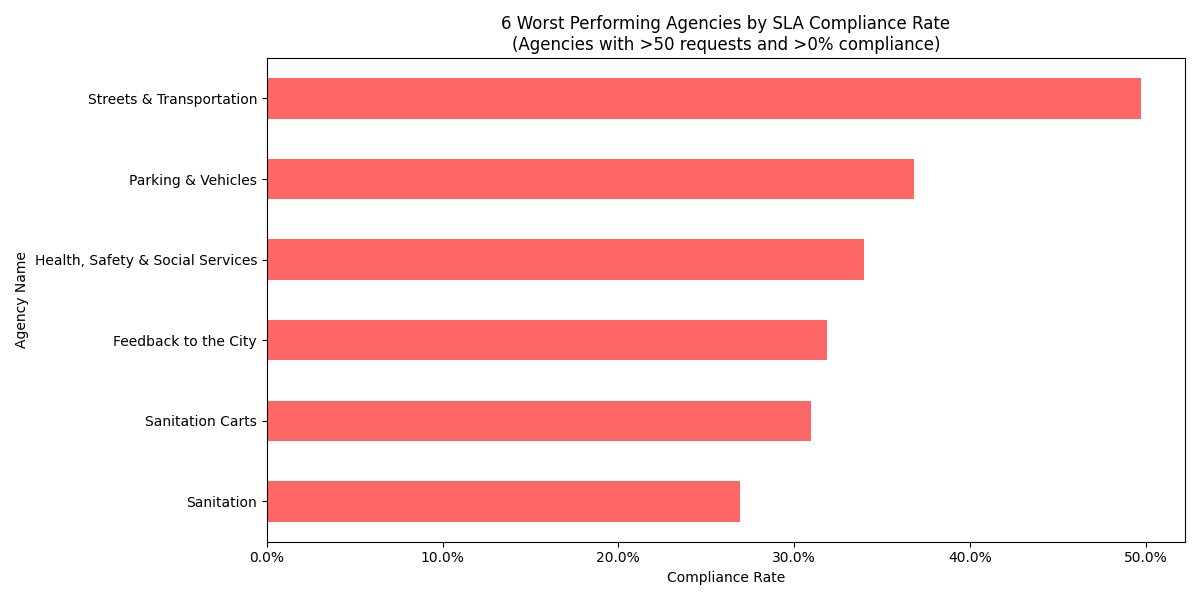 6 Worst Performing Agencies by SLA Compliance Rate
(Agencies with >50 requests and >0% compliance)
Agency Name
Streets & Transportation
Parking & Vehicles
Health, Safety & Social Services
Feedback to the City
Sanitation Carts
Sanitation
0.0% 10.0% 20.0% 30.0% 40.0% 50.0%
Compliance Rate